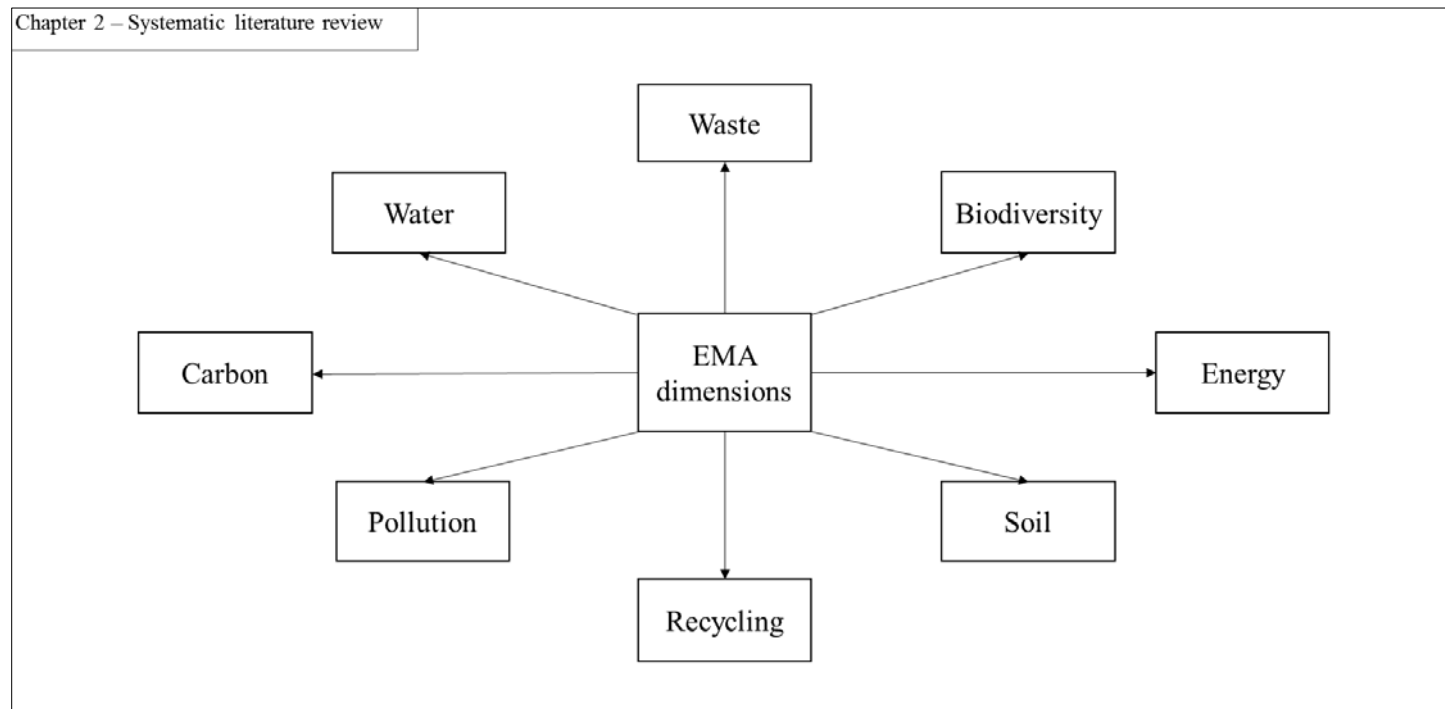 Chapter 2 – Systematic literature review
Waste
Water
Biodiversity
EMA
dimensions
Carbon
Energy
Pollution
Soil
Recycling